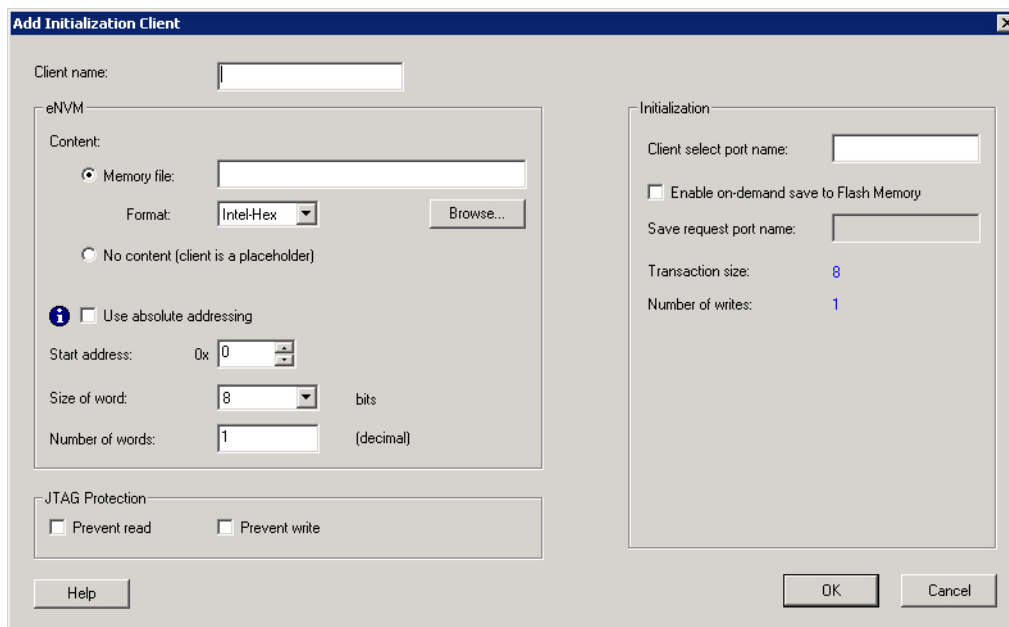 Add Initialization Client
Client name:
eNVM
Content:
Memory file:
Format: Intel-Hex Browse...
No content (client is a placeholder)
Use absolute addressing
Start address: 0x 0
Size of word: 8 bits
Number of words: 1 (decimal)
JTAG Protection
Prevent read Prevent write
Help
Initialization
Client select port name:
Enable on-demand save to Flash Memory
Save request port name:
Transaction size: 8
Number of writes: 1
OK Cancel